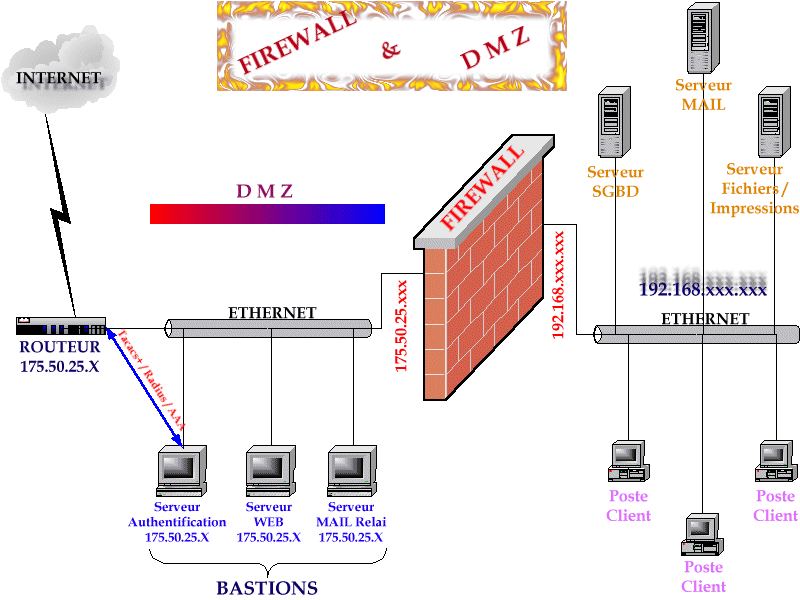 FIREWALL & DMZ
INTERNET
Serveur
MAIL
Serveur
SGBD
Serveur
Fichiers /
Impressions
DMZ
FIREWALL
175.50.25.xxx
192.168.xxx.xxx
192.168.xxx.xxx
ETHERNET
ETHERNET
ROUTEUR
175.50.25.X
Tacacs+ / Radius / AAA
Serveur
Authentification
175.50.25.X
Serveur
WEB
175.50.25.X
Serveur
MAIL Relai
175.50.25.X
BASTIONS
Poste
Client
Poste
Client
Poste
Client